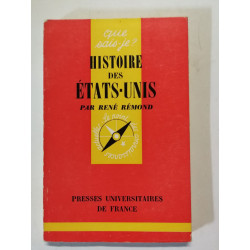 que
sais-je?
HISTOIRE
DES
ÉTATS-UNIS
PAR RENÉ RÉMOND
PRESSES UNIVERSITAIRES
DE FRANCE